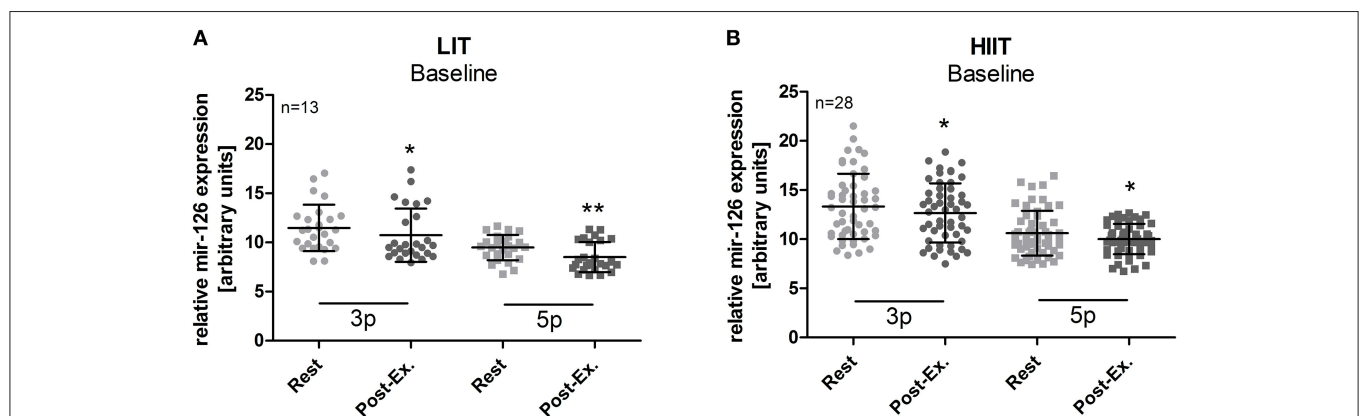 A
LIT
Baseline
relative mir-126 expression
[arbitrary units]
25
20
15
10
5
0
n=13
*
**
3p
5p
Rest
Post-Ex.
Rest
Post-Ex.
B
HIIT
Baseline
relative mir-126 expression
[arbitrary units]
25
20
15
10
5
0
n=28
*
*
3p
5p
Rest
Post-Ex.
Rest
Post-Ex.